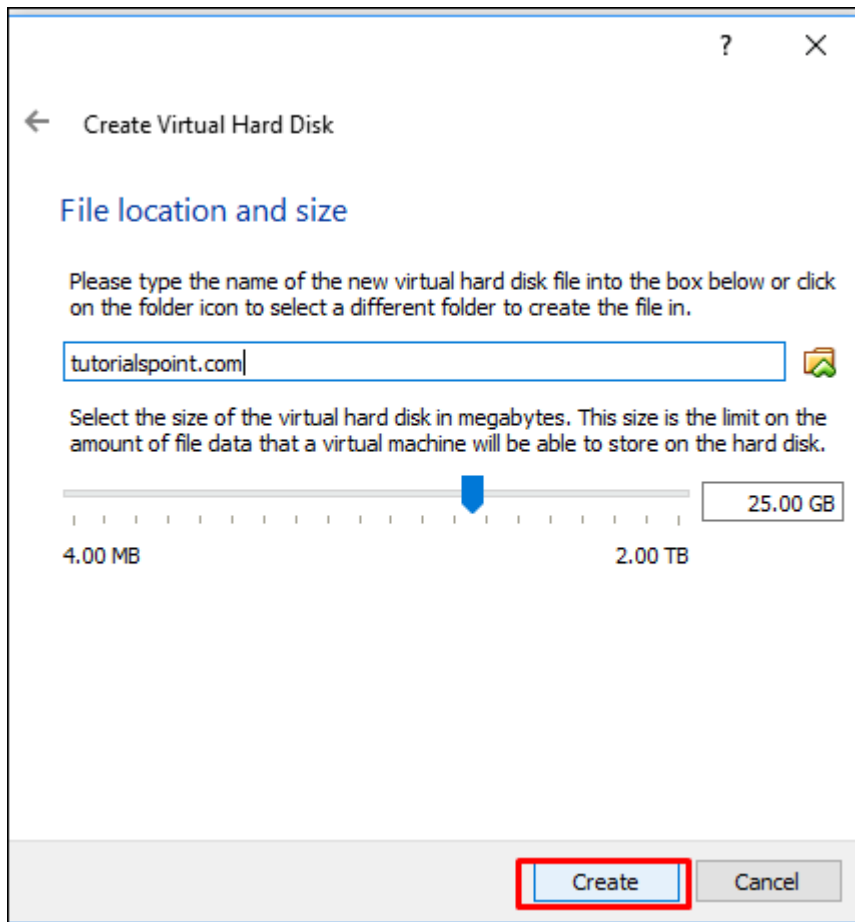 ?
Create Virtual Hard Disk
File location and size
Please type the name of the new virtual hard disk file into the box below or click
on the folder icon to select a different folder to create the file in.
tutorialspoint.com
Select the size of the virtual hard disk in megabytes. This size is the limit on the
amount of file data that a virtual machine will be able to store on the hard disk.
25.00 GB
4.00 MB
2.00 TB
Create
Cancel